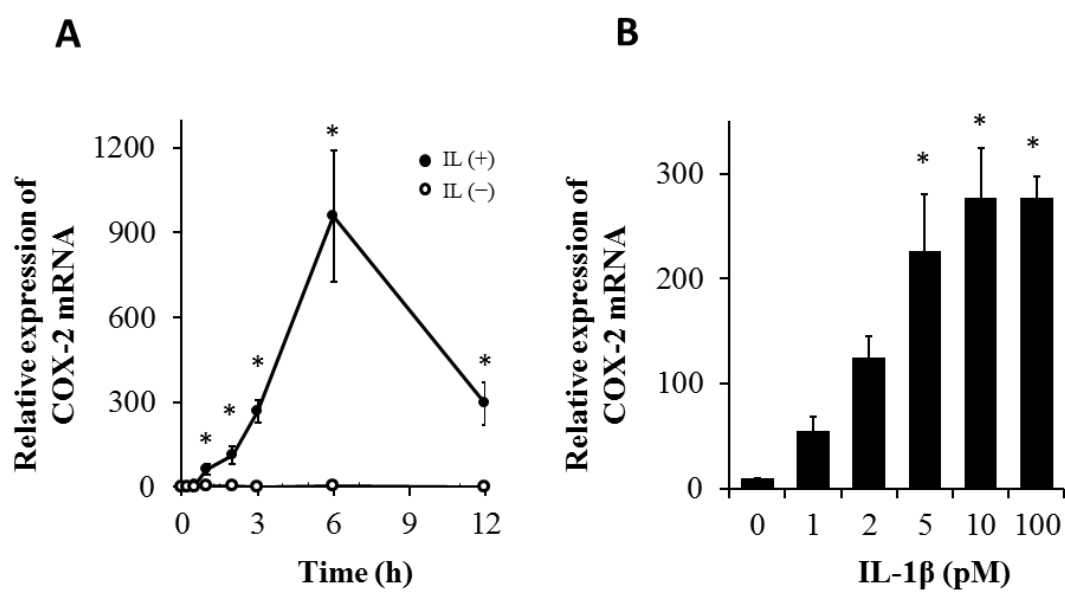 A
Relative expression of
COX-2 mRNA
1200
900
600
300
0
*
*
*
*
*
IL (+)
IL (−)
0
3
6
9
12
Time (h)
B
Relative expression of
COX-2 mRNA
300
200
100
0
*
*
*
0
1
2
5
10
100
IL-1β (pM)